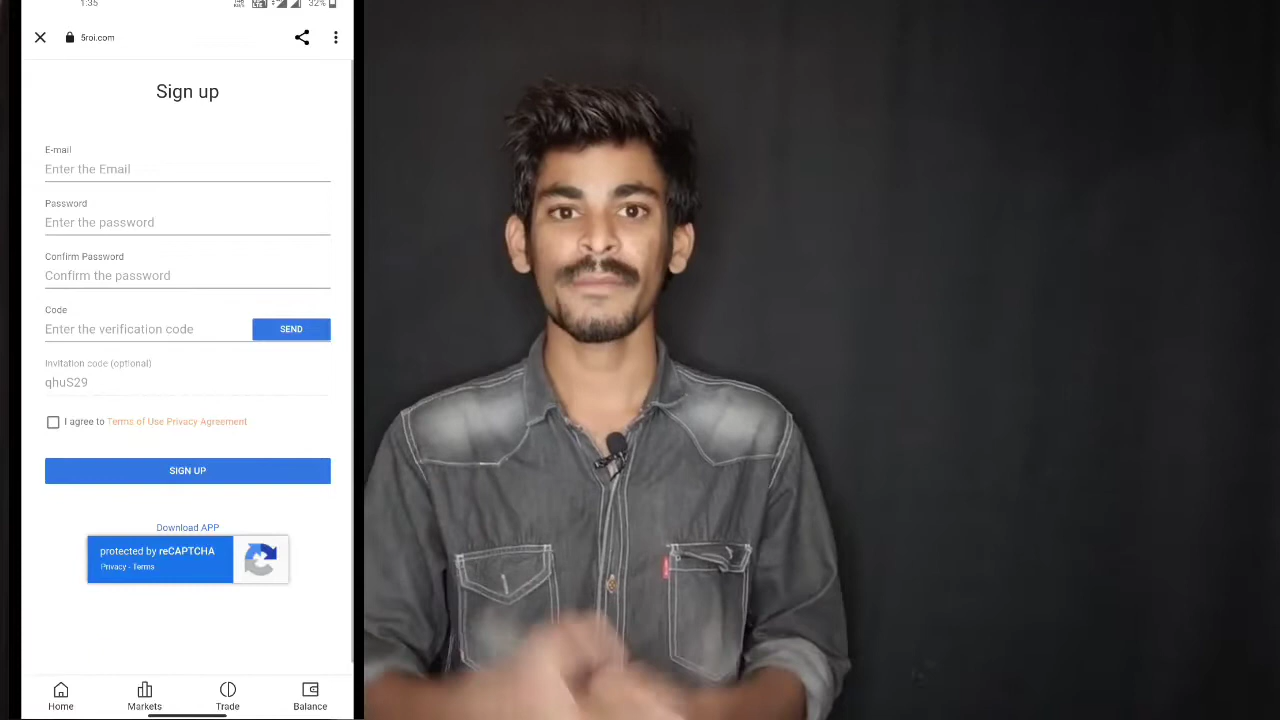 1:35
32%
5roi.com
Sign up
E-mail
Enter the Email
Password
Enter the password
Confirm Password
Confirm the password
Code
Enter the verification code
SEND
Invitation code (optional)
qhuS29
I agree to Terms of Use Privacy Agreement
SIGN UP
Download APP
protected by reCAPTCHA
Privacy - Terms
Home
Markets
Trade
Balance